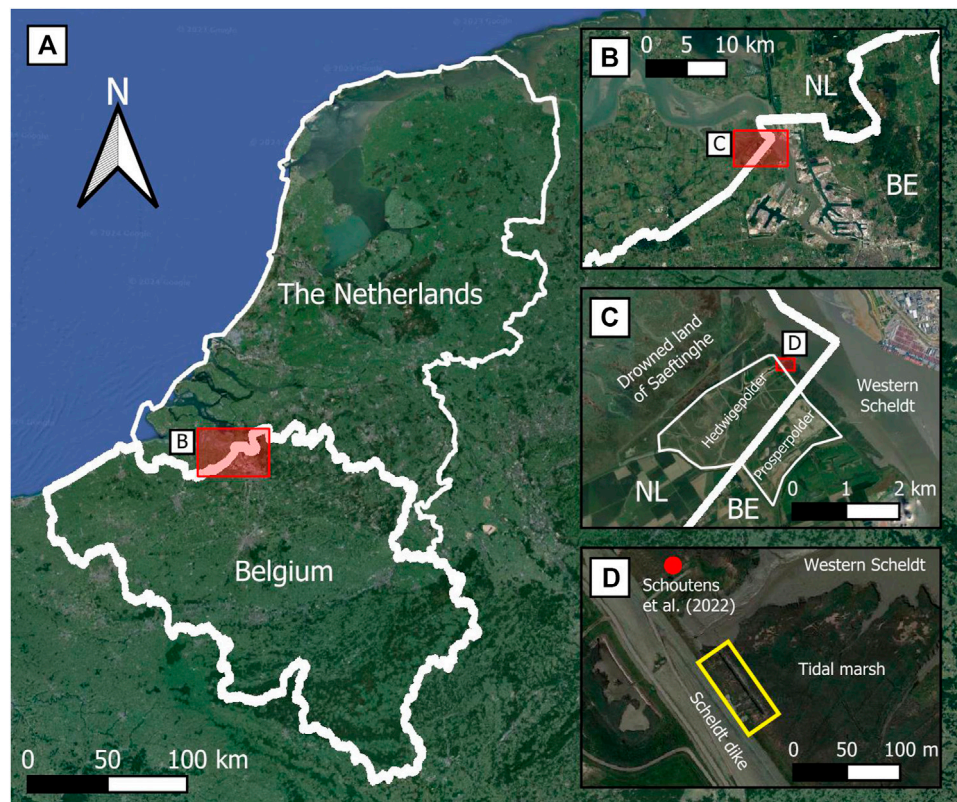 A
N
The Netherlands
B
Belgium
0 50 100 km
B
0 5 10 km
NL
C
BE
C
D
Drowned land
of Saeftinghe
Hedwigepolder
Western
Scheldt
Prosperpolder
NL
BE
0 1 2 km
D
Western Scheldt
Schoutens
et al. (2022)
Tidal marsh
Scheldt dike
0 50 100 m